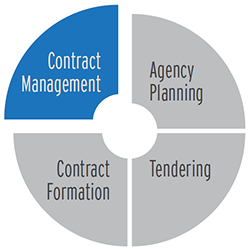 Contract
Management
Agency
Planning
Contract
Formation
Tendering